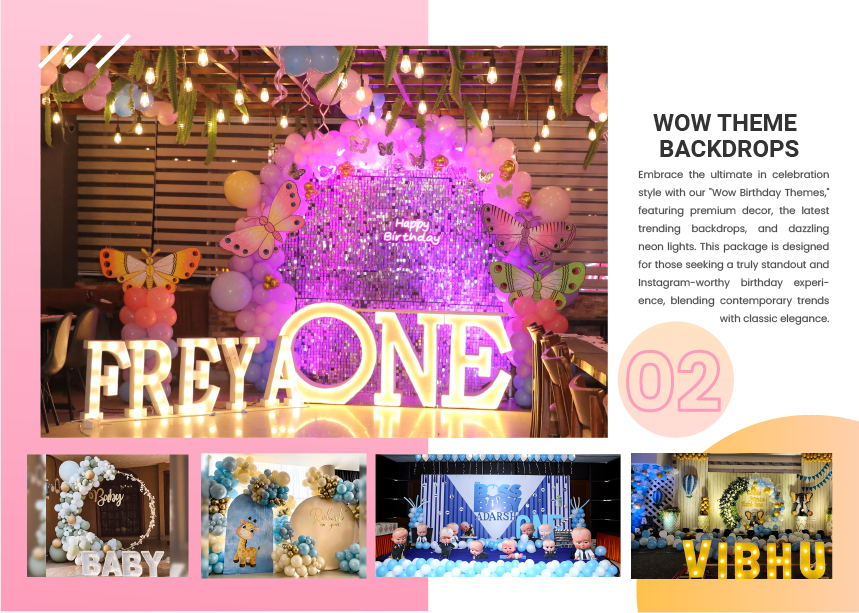 WOW THEME
BACKDROPS
Embrace the ultimate in celebration
style with our "Wow Birthday Themes,"
featuring premium decor, the latest
trending backdrops, and dazzling
neon lights. This package is designed
for those seeking a truly standout and
Instagram-worthy birthday experi-
ence, blending contemporary trends
with classic elegance.
02
Happy
Birthday
FREYA ONE
Baby
BABY
BOSS
ADARSH
VIBHU